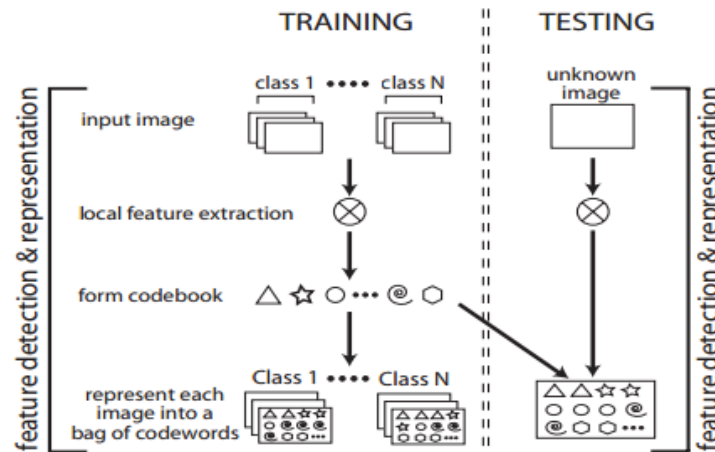 TRAINING
TESTING
feature detection & representation
class 1 •••• class N
input image
local feature extraction
form codebook
•••
Class 1 •••• Class N
represent each
image into a
bag of codewords
•••
•••
unknown
image
•••
feature detection & representation